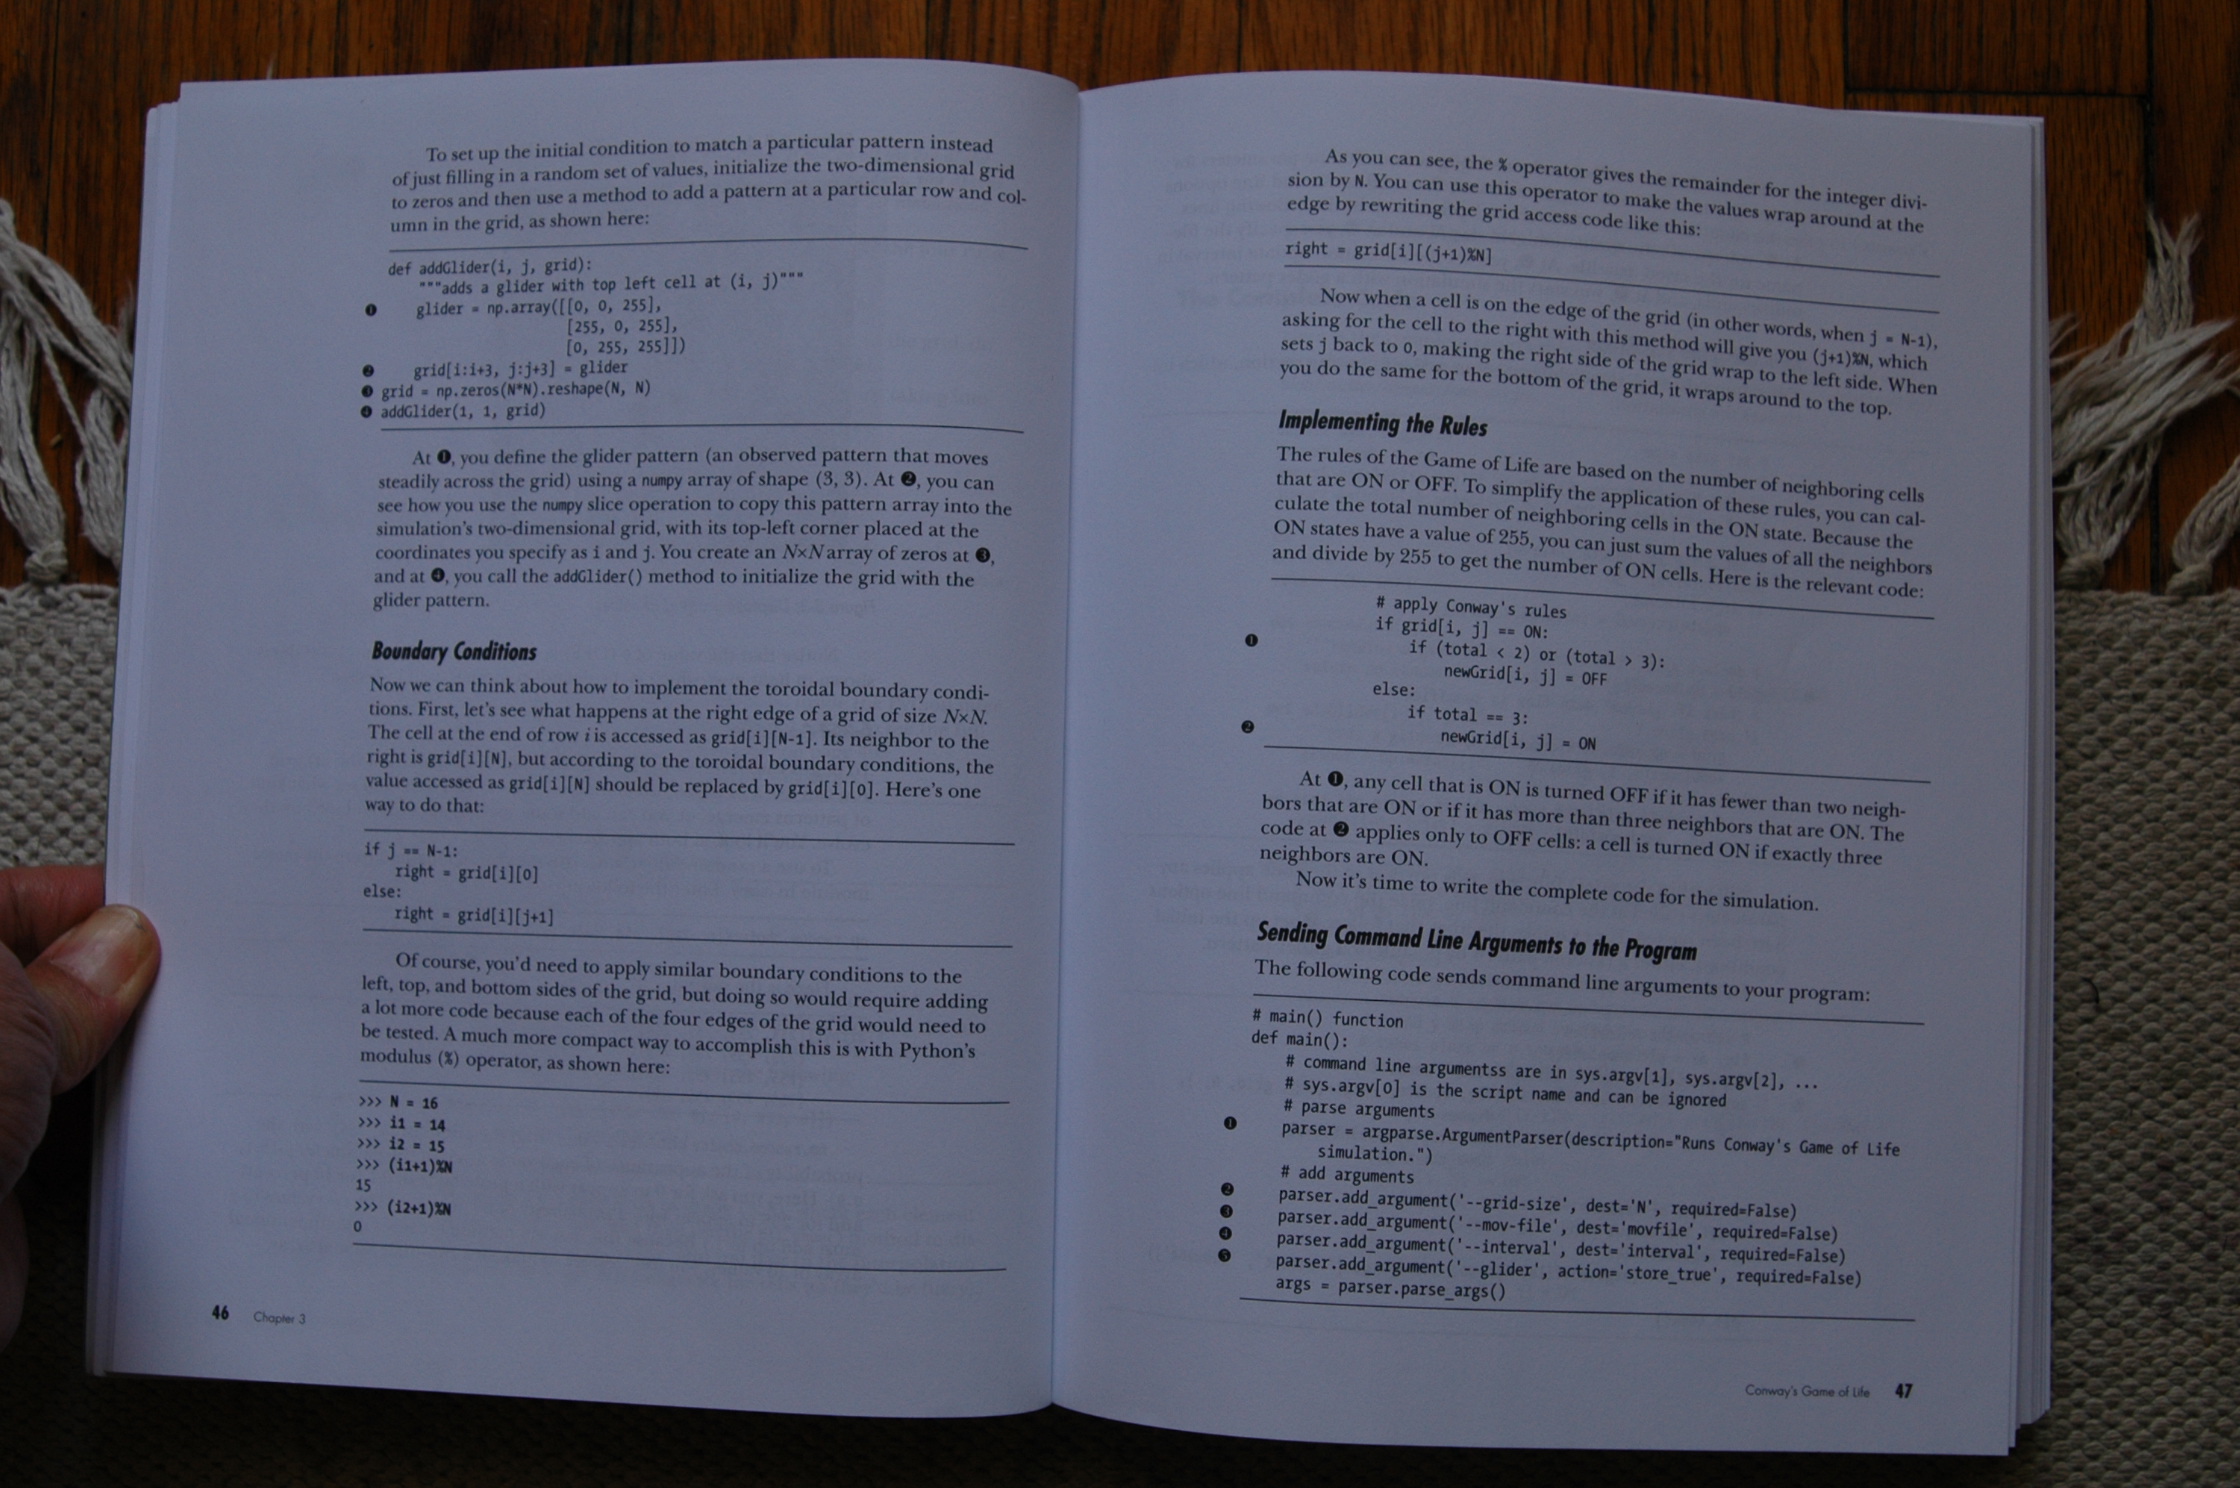 To set up the initial condition to match a particular pattern instead
of just filling in a random set of values, initialize the two-dimensional grid
to zeros and then use a method to add a pattern at a particular row and col-
umn in the grid, as shown here:
def addGlider(i, j, grid):
"""adds a glider with top left cell at (i, j)"""
❶ glider = np.array([[0, 0, 255],
[255, 0, 255],
[0, 255, 255]])
❷ grid[i:i+3, j:j+3] = glider
❸ grid = np.zeros(N*N).reshape(N, N)
❹ addGlider(1, 1, grid)
At ❶, you define the glider pattern (an observed pattern that moves
steadily across the grid) using a numpy array of shape (3, 3). At ❷, you can
see how you use the numpy slice operation to copy this pattern array into the
simulation's two-dimensional grid, with its top-left corner placed at the
coordinates you specify as i and j. You create an N×N array of zeros at ❸,
and at ❹, you call the addGlider() method to initialize the grid with the
glider pattern.
Boundary Conditions
Now we can think about how to implement the toroidal boundary condi-
tions. First, let's see what happens at the right edge of a grid of size N×N.
The cell at the end of row i is accessed as grid[i][N-1]. Its neighbor to the
right is grid[i][N], but according to the toroidal boundary conditions, the
value accessed as grid[i][N] should be replaced by grid[i][0]. Here's one
way to do that:
if j == N-1:
right = grid[i][0]
else:
right = grid[i][j+1]
Of course, you'd need to apply similar boundary conditions to the
left, top, and bottom sides of the grid, but doing so would require adding
a lot more code because each of the four edges of the grid would need to
be tested. A much more compact way to accomplish this is with Python's
modulus (%) operator, as shown here:
>>> N = 16
>>> i1 = 14
>>> i2 = 15
>>> (i1+1)%N
15
>>> (i2+1)%N
0
46 Chapter 3
As you can see, the % operator gives the remainder for the integer divi-
sion by N. You can use this operator to make the values wrap around at the
edge by rewriting the grid access code like this:
right = grid[i][(j+1)%N]
Now when a cell is on the edge of the grid (in other words, when j = N-1),
asking for the cell to the right with this method will give you (j+1)%N, which
sets j back to 0, making the right side of the grid wrap to the left side. When
you do the same for the bottom of the grid, it wraps around to the top.
Implementing the Rules
The rules of the Game of Life are based on the number of neighboring cells
that are ON or OFF. To simplify the application of these rules, you can cal-
culate the total number of neighboring cells in the ON state. Because the
ON states have a value of 255, you can just sum the values of all the neighbors
and divide by 255 to get the number of ON cells. Here is the relevant code:
# apply Conway's rules
if grid[i, j] == ON:
❶ if (total < 2) or (total > 3):
newGrid[i, j] = OFF
else:
if total == 3:
❷ newGrid[i, j] = ON
At ❶, any cell that is ON is turned OFF if it has fewer than two neigh-
bors that are ON or if it has more than three neighbors that are ON. The
code at ❷ applies only to OFF cells: a cell is turned ON if exactly three
neighbors are ON.
Now it's time to write the complete code for the simulation.
Sending Command Line Arguments to the Program
The following code sends command line arguments to your program:
# main() function
def main():
# command line argumentss are in sys.argv[1], sys.argv[2], ...
# sys.argv[0] is the script name and can be ignored
# parse arguments
❶ parser = argparse.ArgumentParser(description="Runs Conway's Game of Life
simulation.")
# add arguments
❷ parser.add_argument('--grid-size', dest='N', required=False)
❸ parser.add_argument('--mov-file', dest='movfile', required=False)
❹ parser.add_argument('--interval', dest='interval', required=False)
❺ parser.add_argument('--glider', action='store_true', required=False)
args = parser.parse_args()
Conway's Game of Life 47